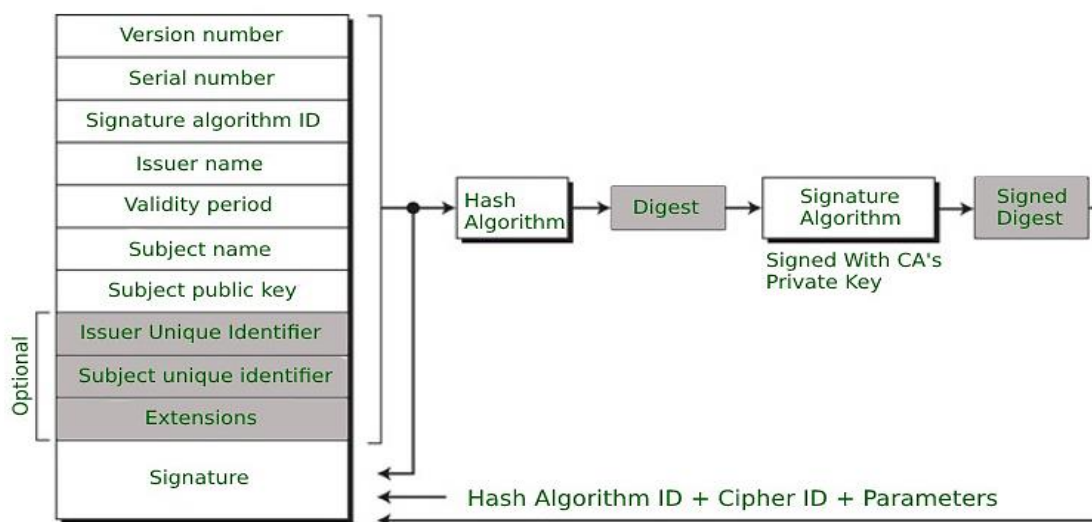 Version number
Serial number
Signature algorithm ID
Issuer name
Validity period
Subject name
Subject public key
Optional
Issuer Unique Identifier
Subject unique identifier
Extensions
Signature
Hash
Algorithm
Digest
Signature
Algorithm
Signed With CA's
Private Key
Signed
Digest
Hash Algorithm ID + Cipher ID + Parameters